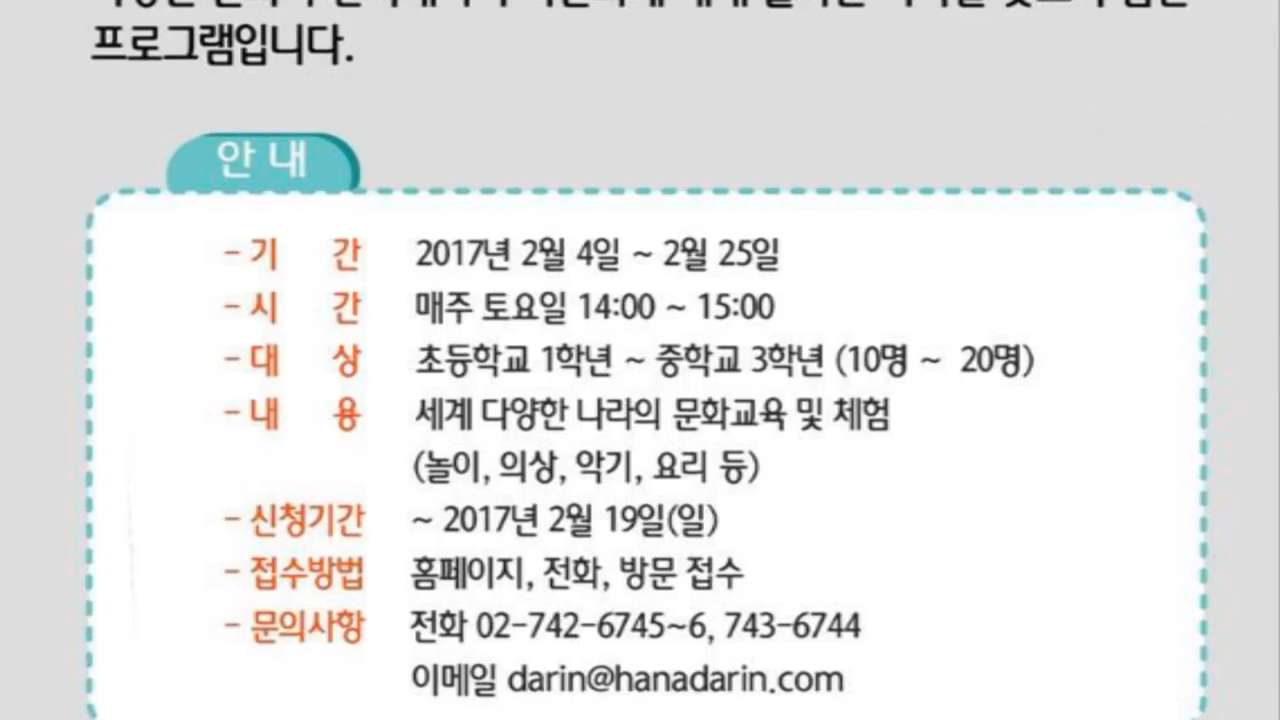 프로그램입니다.
안 내
- 기 간 2017년 2월 4일 ~ 2월 25일
- 시 간 매주 토요일 14:00 ~ 15:00
- 대 상 초등학교 1학년 ~ 중학교 3학년 (10명 ~ 20명)
- 내 용 세계 다양한 나라의 문화교육 및 체험
(놀이, 의상, 악기, 요리 등)
- 신청기간 ~ 2017년 2월 19일(일)
- 접수방법 홈페이지, 전화, 방문 접수
- 문의사항 전화 02-742-6745~6, 743-6744
이메일 darin@hanadarin.com